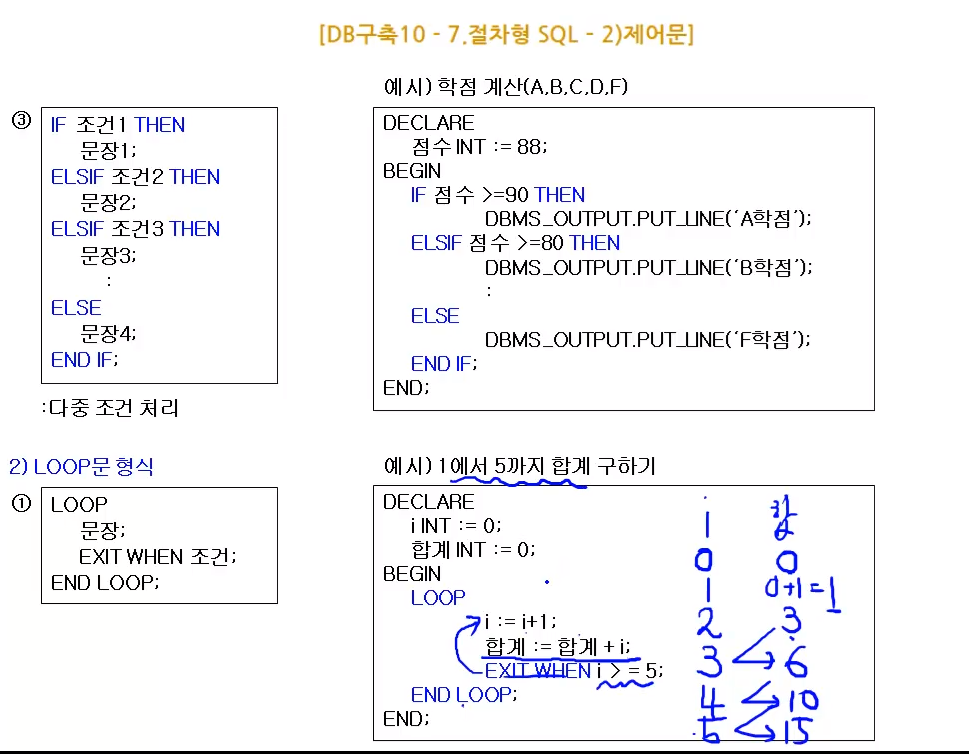 [DB구축10 - 7.절차형 SQL - 2)제어문]
예시) 학점 계산(A,B,C,D,F)
③
IF 조건1 THEN
문장1;
ELSIF 조건2 THEN
문장2;
ELSIF 조건3 THEN
문장3;
:
ELSE
문장4;
END IF;
:다중 조건 처리
DECLARE
점수 INT := 88;
BEGIN
IF 점수 >=90 THEN
DBMS_OUTPUT.PUT_LINE(‘A학점’);
ELSIF 점수 >=80 THEN
DBMS_OUTPUT.PUT_LINE(‘B학점’);
:
ELSE
DBMS_OUTPUT.PUT_LINE(‘F학점’);
END IF;
END;
2) LOOP문 형식
①
LOOP
문장;
EXIT WHEN 조건;
END LOOP;
예시) 1에서 5까지 합계 구하기
DECLARE
i INT := 0;
합계 INT := 0;
BEGIN
LOOP
i := i+1;
합계 := 합계 + i;
EXIT WHEN i > = 5;
END LOOP;
END;
i 합
0 0
1 0+1=1
2 3
3 6
4 10
5 15